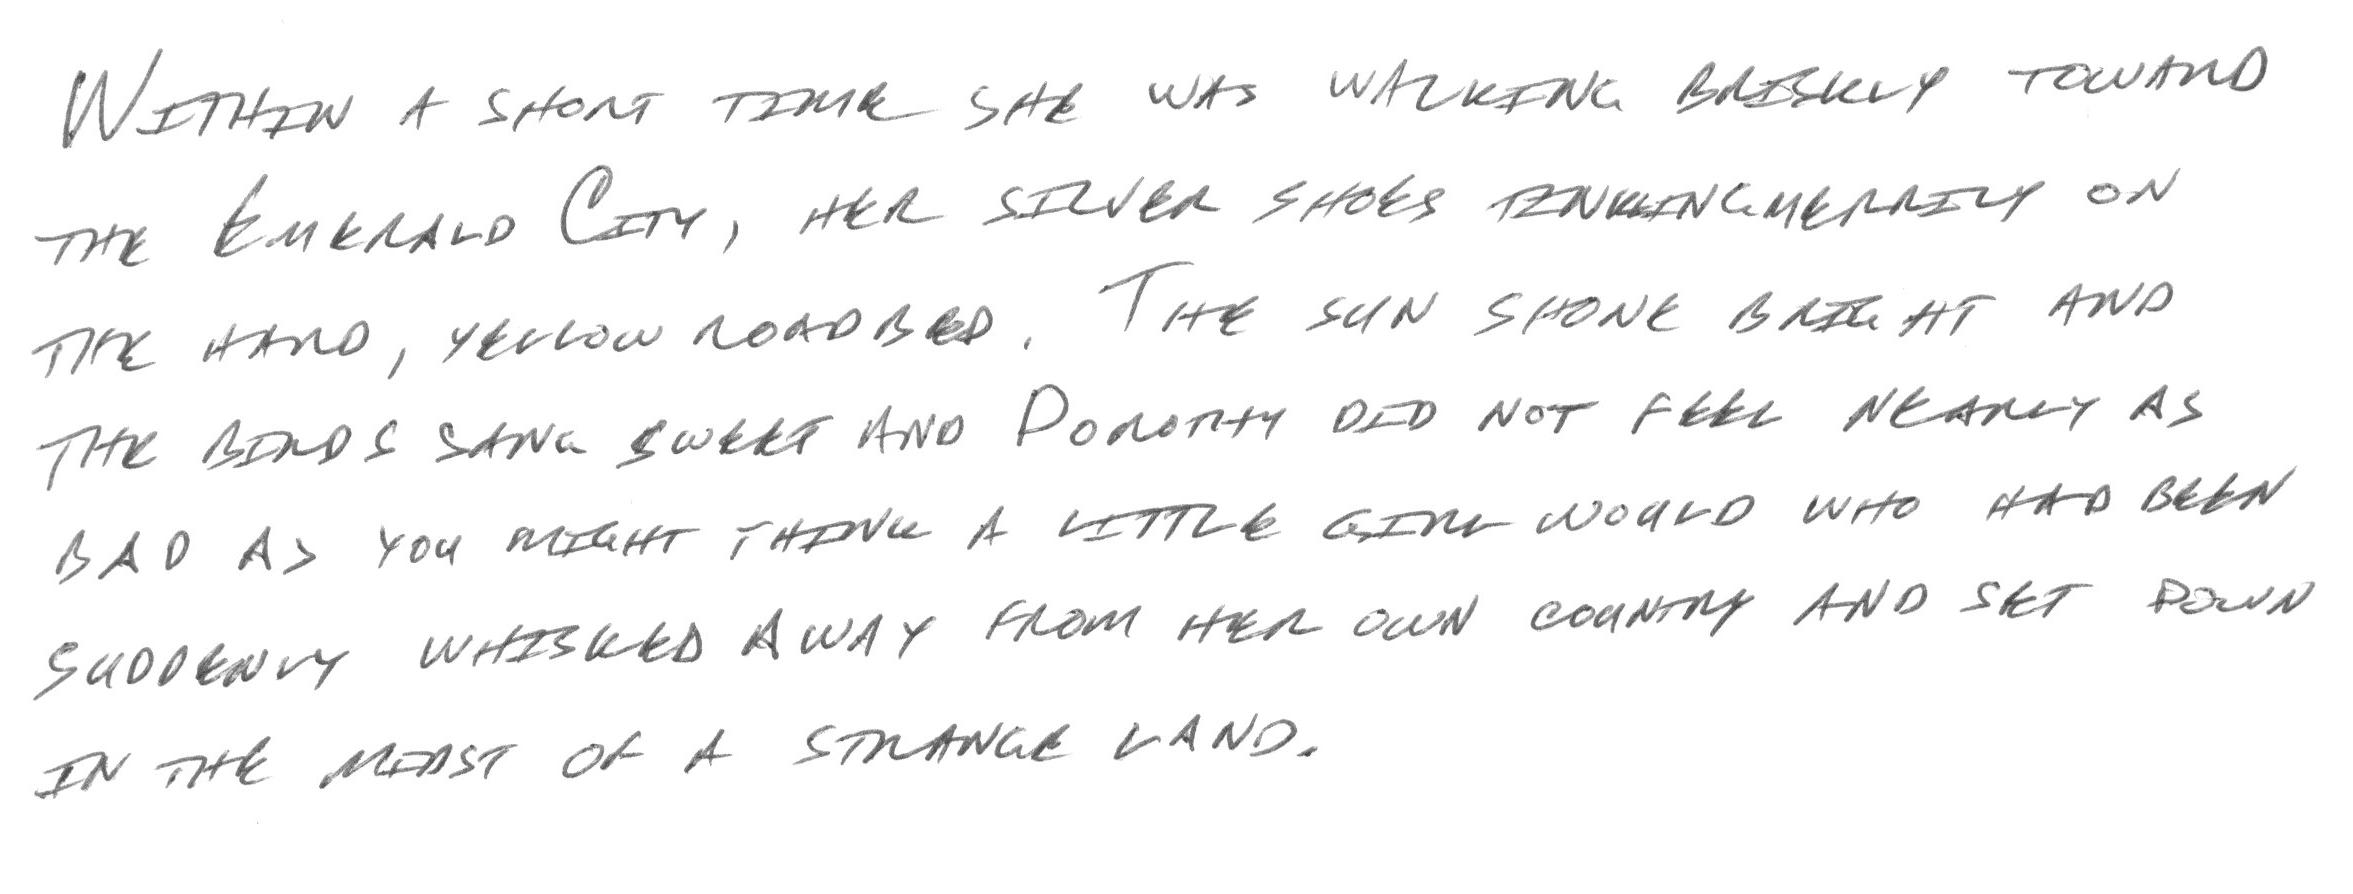 Within a short time she was walking briskly toward
the Emerald City, her silver shoes tinkling merrily on
the hard, yellow roadbed. The sun shone bright and
the birds sang sweet and Dorothy did not feel nearly as
bad as you might think a little girl would who had been
suddenly whisked away from her own country and set down
in the midst of a strange land.